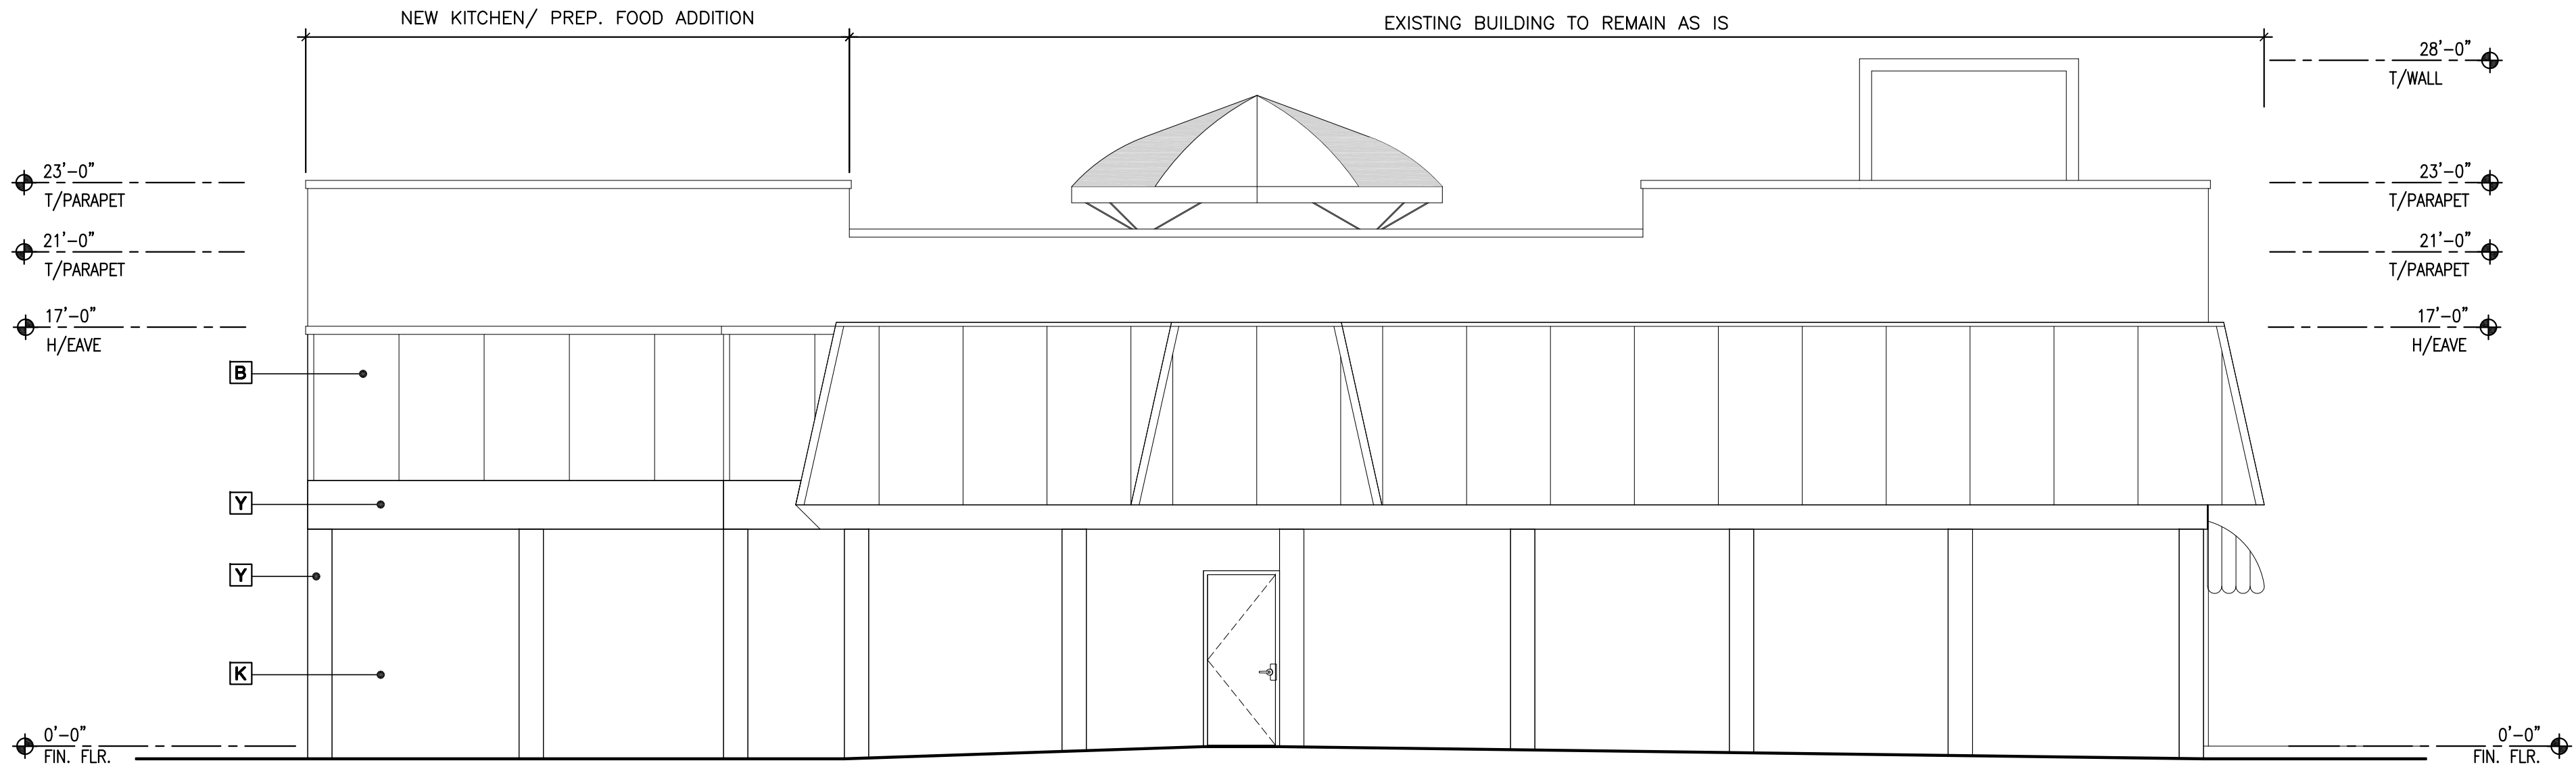 NEW KITCHEN/ PREP. FOOD ADDITION
EXISTING BUILDING TO REMAIN AS IS
28'-0"
T/WALL
23'-0"
T/PARAPET
23'-0"
T/PARAPET
21'-0"
T/PARAPET
21'-0"
T/PARAPET
17'-0"
H/EAVE
17'-0"
H/EAVE
B
Y
Y
K
0'-0"
FIN. FLR.
0'-0"
FIN. FLR.